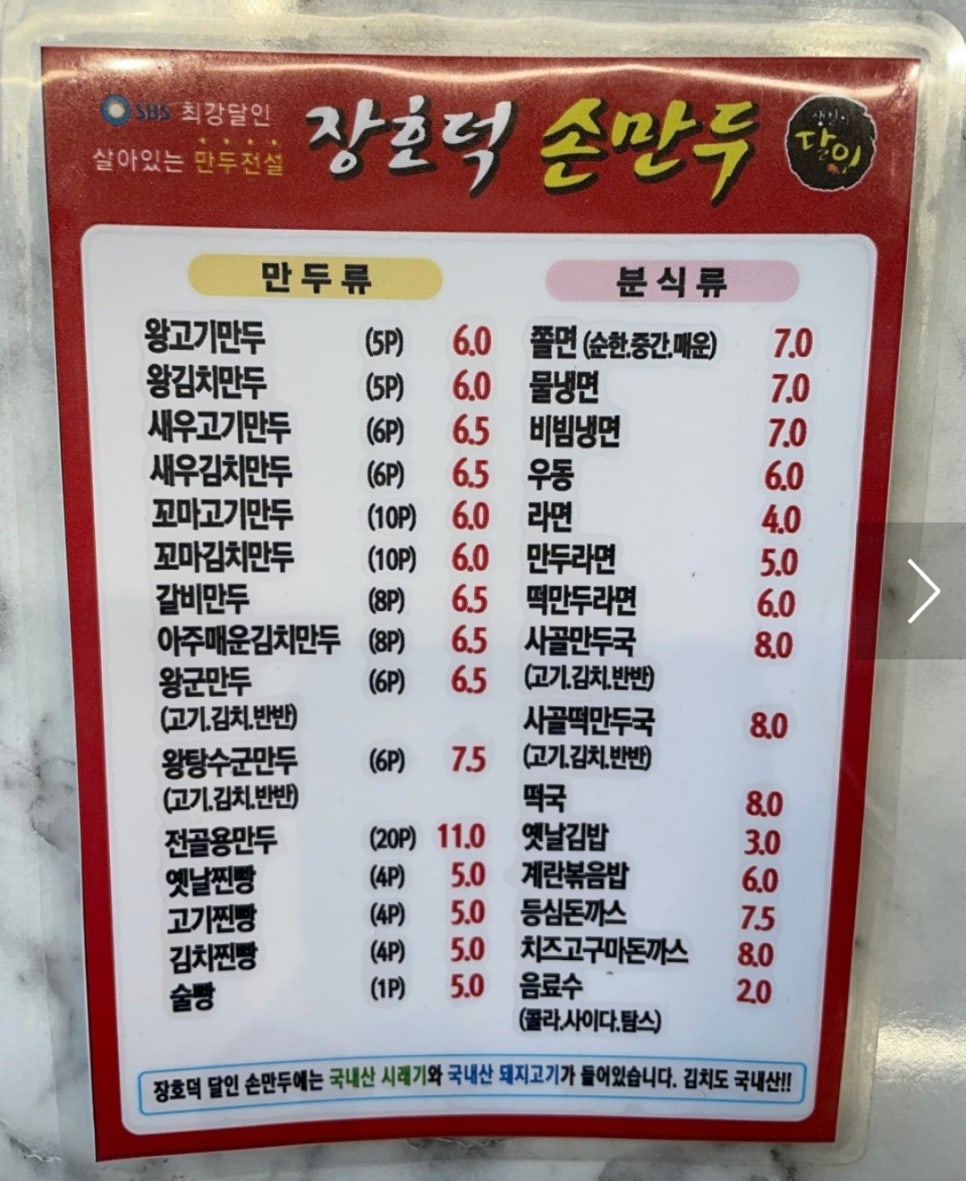 SBS 최강달인
살아있는 만두전설
장호덕 손만두
생활의
달인
만두류
왕고기만두 (5P) 6.0
왕김치만두 (5P) 6.0
새우고기만두 (6P) 6.5
새우김치만두 (6P) 6.5
꼬마고기만두 (10P) 6.0
꼬마김치만두 (10P) 6.0
갈비만두 (8P) 6.5
아주매운김치만두 (8P) 6.5
왕군만두 (6P) 6.5
(고기.김치.반반)
왕탕수군만두 (6P) 7.5
(고기.김치.반반)
전골용만두 (20P) 11.0
옛날찐빵 (4P) 5.0
고기찐빵 (4P) 5.0
김치찐빵 (4P) 5.0
술빵 (1P) 5.0
분식류
쫄면 (순한.중간.매운) 7.0
물냉면 7.0
비빔냉면 7.0
우동 6.0
라면 4.0
만두라면 5.0
떡만두라면 6.0
사골만두국 8.0
(고기.김치.반반)
사골떡만두국 8.0
(고기.김치.반반)
떡국 8.0
옛날김밥 3.0
계란볶음밥 6.0
등심돈까스 7.5
치즈고구마돈까스 8.0
음료수 2.0
(콜라.사이다.탐스)
장호덕 달인 손만두에는 국내산 시래기와 국내산 돼지고기가 들어있습니다. 김치도 국내산!!